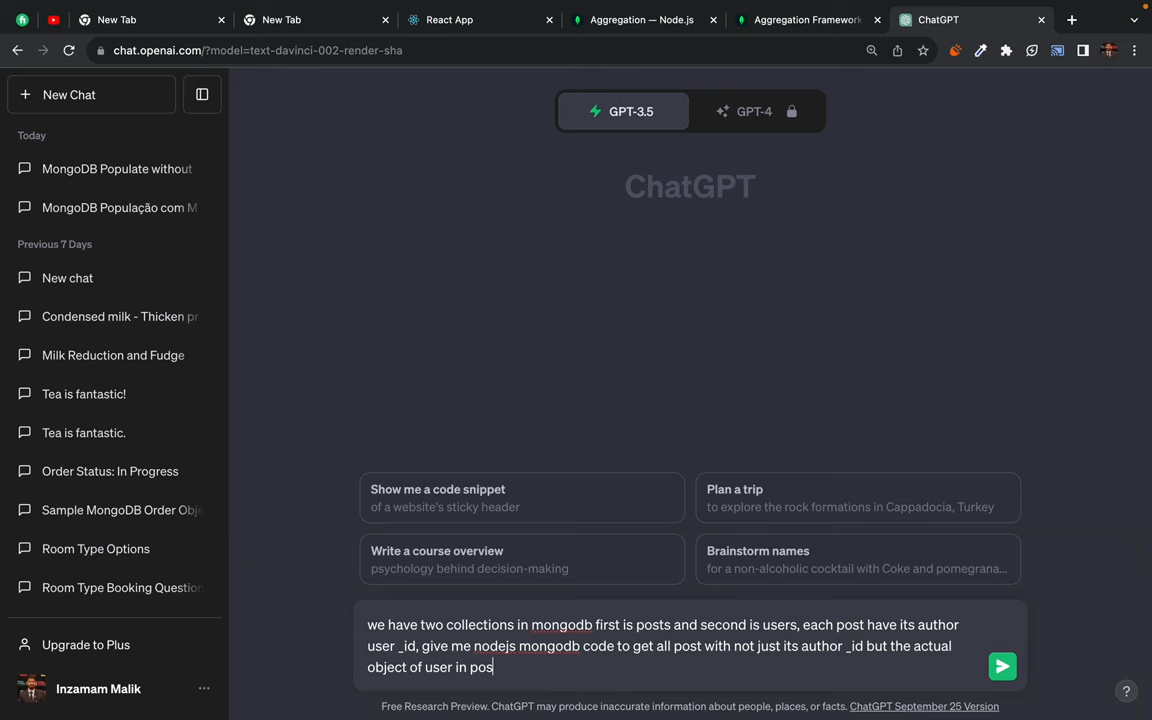 New Tab
New Tab
React App
Aggregation — Node.js
Aggregation Framework
ChatGPT
chat.openai.com/?model=text-davinci-002-render-sha
New Chat
GPT-3.5
GPT-4
Today
ChatGPT
MongoDB Populate without
MongoDB População com M
Previous 7 Days
New chat
Condensed milk - Thicken pr
Milk Reduction and Fudge
Tea is fantastic!
Tea is fantastic.
Order Status: In Progress
Sample MongoDB Order Obje
Room Type Options
Room Type Booking Question
Show me a code snippet
of a website's sticky header
Plan a trip
to explore the rock formations in Cappadocia, Turkey
Write a course overview
psychology behind decision-making
Brainstorm names
for a non-alcoholic cocktail with Coke and pomegrana...
we have two collections in mongodb first is posts and second is users, each post have its author
user _id, give me nodejs mongodb code to get all post with not just its author _id but the actual
object of user in pos
Upgrade to Plus
Inzamam Malik
Free Research Preview. ChatGPT may produce inaccurate information about people, places, or facts. ChatGPT September 25 Version
?